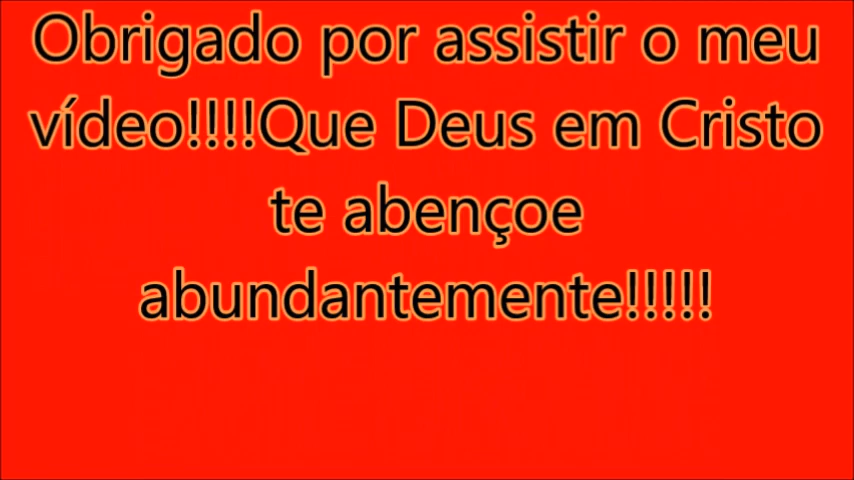 Obrigado por assistir o meu
vídeo!!!!Que Deus em Cristo
te abençoe
abundantemente!!!!!